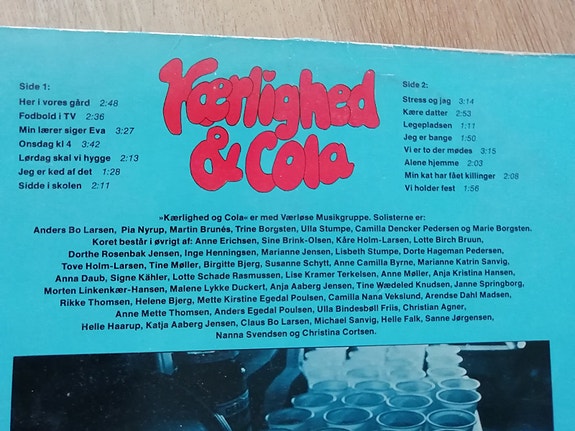 Kærlighed
& Cola
Side 1:
Her i vores gård 2:48
Fodbold i TV 2:36
Min lærer siger Eva 3:27
Onsdag kl 4 3:42
Lørdag skal vi hygge 2:13
Jeg er ked af det 1:28
Sidde i skolen 2:11
Side 2:
Stress og jag 3:14
Kære datter 2:53
Legepladsen 1:11
Jeg er bange 1:50
Vi er to der mødes 3:15
Alene hjemme 2:03
Min kat har fået killinger 2:08
Vi holder fest 1:56
»Kærlighed og Cola« er med Værløse Musikgruppe. Solisterne er:
Anders Bo Larsen, Pia Nyrup, Martin Brunés, Trine Borgsten, Ulla Stumpe, Camilla Dencker Pedersen og Marie Borgsten.
Koret består i øvrigt af: Anne Erichsen, Sine Brink-Olsen, Kåre Holm-Larsen, Lotte Birch Bruun,
Dorthe Rosenbak Jensen, Inge Henningsen, Marianne Jensen, Lisbeth Stumpe, Dorte Hageman Pedersen,
Tove Holm-Larsen, Tine Møller, Birgitte Bjerg, Susanne Schytt, Anne Camilla Byrne, Marianne Katrin Sanvig,
Anna Daub, Signe Kähler, Lotte Schade Rasmussen, Lise Kramer Terkelsen, Anne Møller, Anja Kristina Hansen,
Morten Linkenkær-Hansen, Malene Lykke Duckert, Anja Aaberg Jensen, Tine Wædeled Knudsen, Janne Springborg,
Rikke Thomsen, Helene Bjerg, Mette Kirstine Egedal Poulsen, Camilla Nana Vekslund, Arendse Dahl Madsen,
Anne Mette Thomsen, Anders Egedal Poulsen, Ulla Bindesbøll Friis, Christian Agner,
Helle Haarup, Katja Aaberg Jensen, Claus Bo Larsen, Michael Sanvig, Helle Falk, Sanne Jørgensen,
Nanna Svendsen og Christina Cortsen.